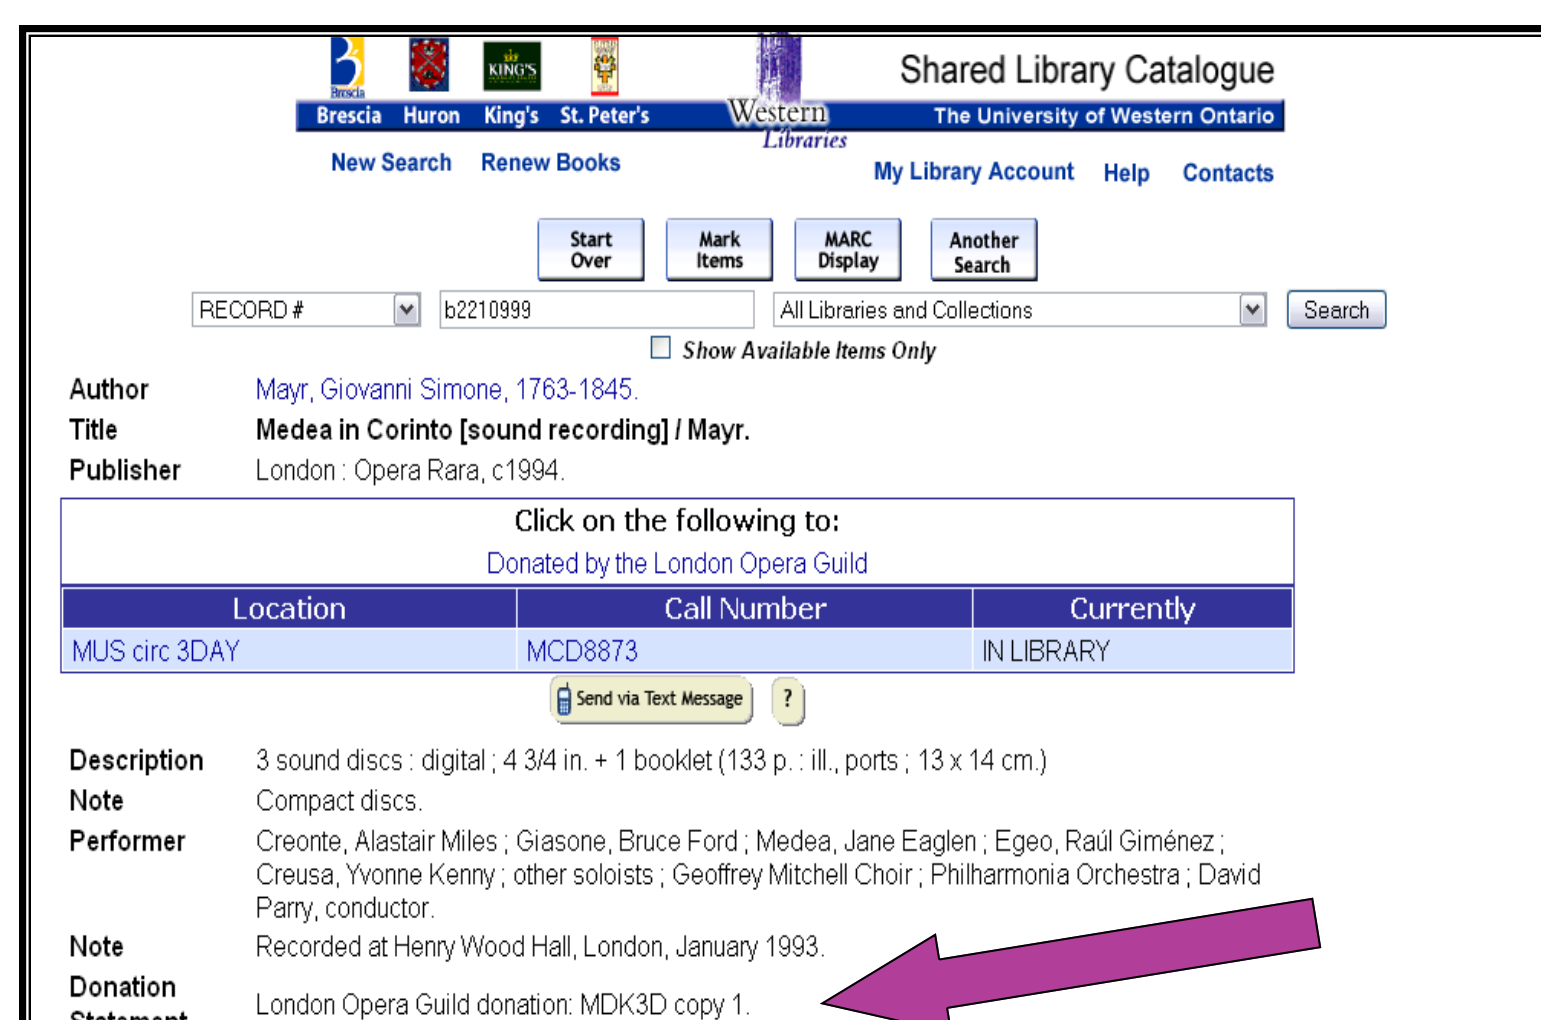 Brescia
KING'S
Shared Library Catalogue
Brescia Huron King's St. Peter's
Western Libraries
The University of Western Ontario
New Search Renew Books
My Library Account Help Contacts
Start Over
Mark Items
MARC Display
Another Search
RECORD # b2210999 All Libraries and Collections Search
Show Available Items Only
Author Mayr, Giovanni Simone, 1763-1845.
Title Medea in Corinto [sound recording] / Mayr.
Publisher London : Opera Rara, c1994.
Click on the following to:
Donated by the London Opera Guild
Location Call Number Currently
MUS circ 3DAY MCD8873 IN LIBRARY
Send via Text Message ?
Description 3 sound discs : digital ; 4 3/4 in. + 1 booklet (133 p. : ill., ports ; 13 x 14 cm.)
Note Compact discs.
Performer Creonte, Alastair Miles ; Giasone, Bruce Ford ; Medea, Jane Eaglen ; Egeo, Raúl Giménez ;
Creusa, Yvonne Kenny ; other soloists ; Geoffrey Mitchell Choir ; Philharmonia Orchestra ; David
Parry, conductor.
Note Recorded at Henry Wood Hall, London, January 1993.
Donation Statement
London Opera Guild donation: MDK3D copy 1.